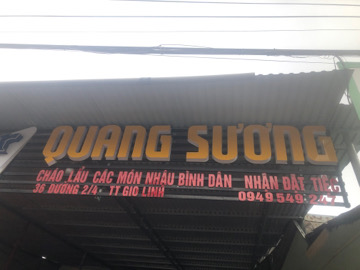 QUANG SƯƠNG
CHÁO LẨU CÁC MÓN NHẬU BÌNH DÂN NHẬN ĐẶT TIỆC
36 ĐƯỜNG 2/4 - TT GIO LINH 0949.549.247